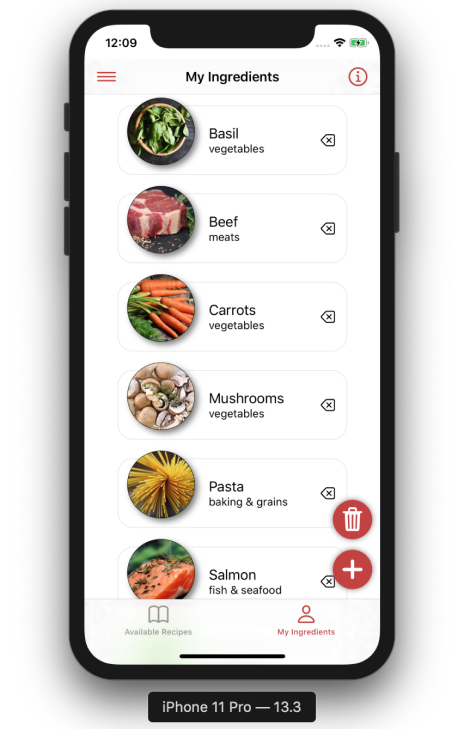 12:09
My Ingredients
Basil
vegetables
Beef
meats
Carrots
vegetables
Mushrooms
vegetables
Pasta
baking & grains
Salmon
fish & seafood
Available Recipes
My Ingredients
iPhone 11 Pro — 13.3